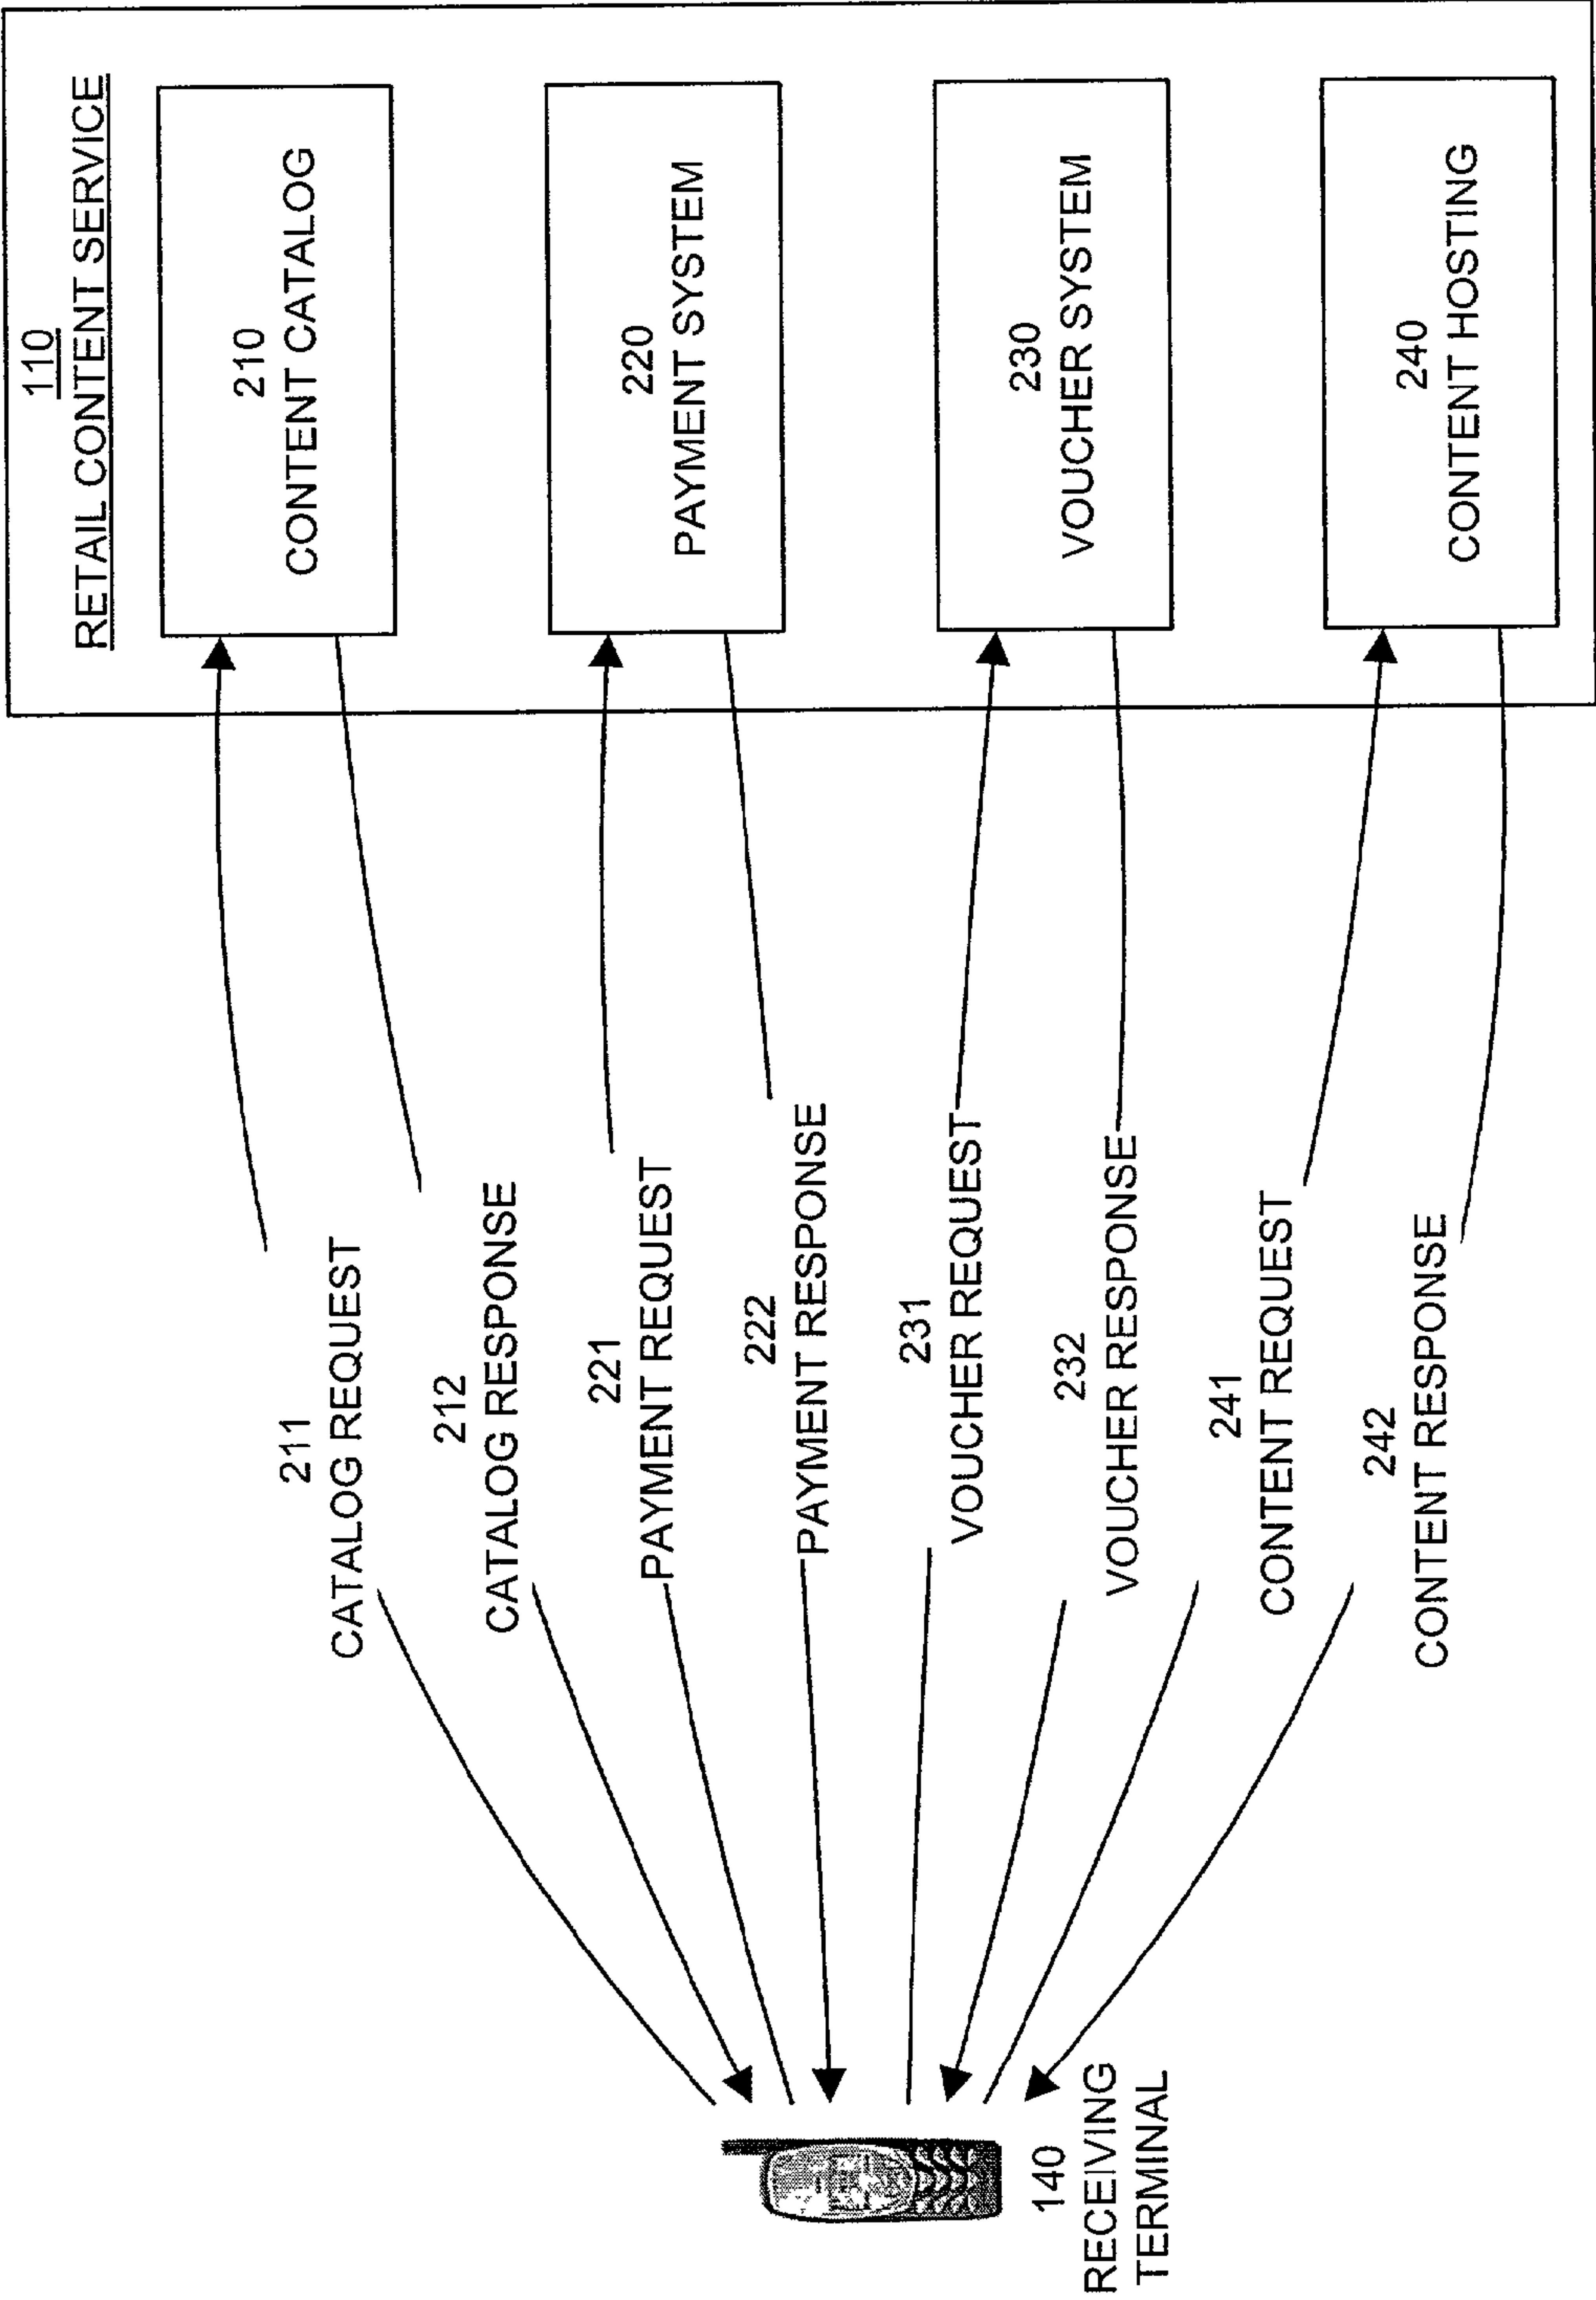 110
RETAIL CONTENT SERVICE
210
CONTENT CATALOG
220
PAYMENT SYSTEM
230
VOUCHER SYSTEM
240
CONTENT HOSTING
211
CATALOG REQUEST
212
CATALOG RESPONSE
221
PAYMENT REQUEST
222
PAYMENT RESPONSE
231
VOUCHER REQUEST
232
VOUCHER RESPONSE
241
CONTENT REQUEST
242
CONTENT RESPONSE
140
RECEIVING
TERMINAL